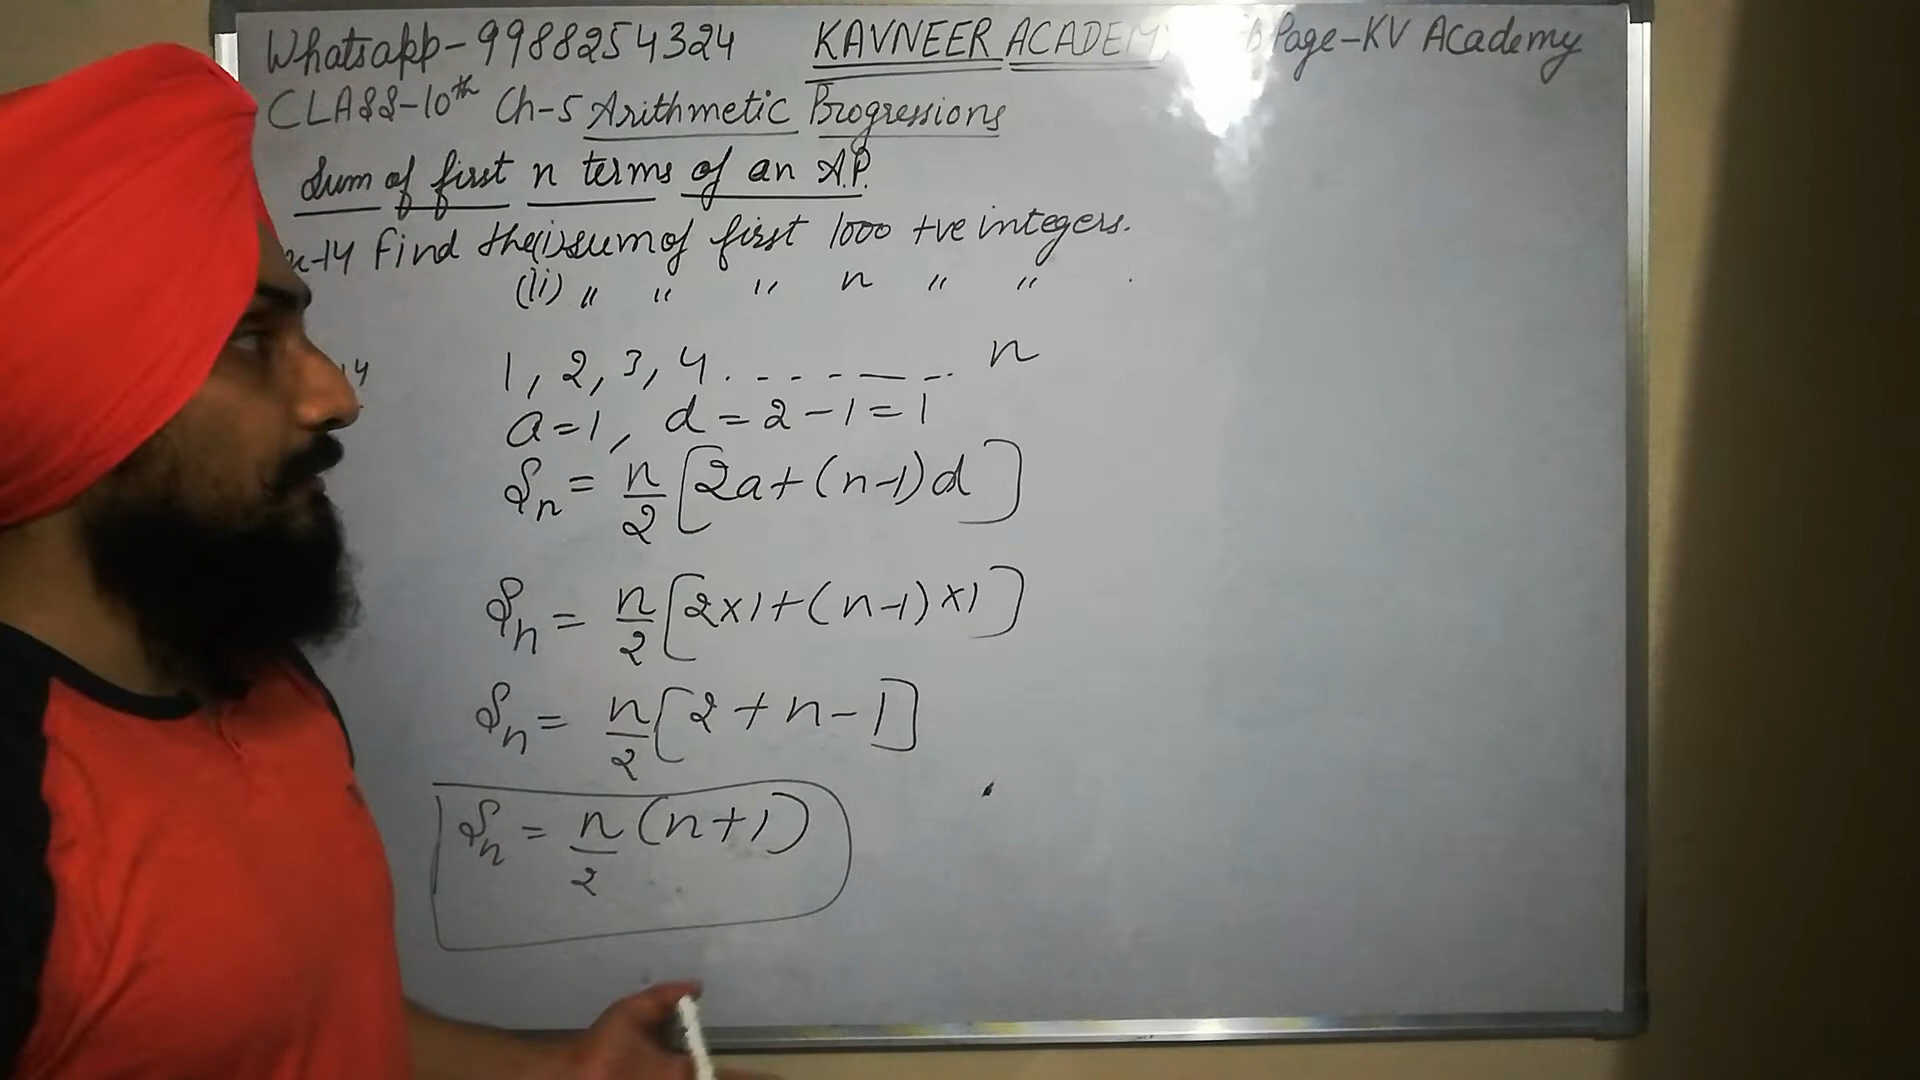 Whatsapp-9988254324 KAVNEER ACADEM Page-KV Academy
CLASS-10th Ch-5 Arithmetic Progressions
Sum of first n terms of an A.P.
x-14 Find the (i) sum of first 1000 +ve integers.
(ii) " " " n " " .
4 1, 2, 3, 4. - - - - - - . n
a=1, d=2-1=1
Sn = n/2 [2a+(n-1)d]
Sn = n/2 [2×1+(n-1)×1]
Sn = n/2 [2+n-1]
Sn = n/2 (n+1)